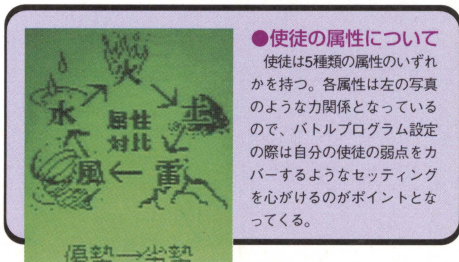 ●使徒の属性について
使徒は5種類の属性のいずれ
かを持つ。各属性は左の写真
のような力関係となっている
ので、バトルプログラム設定
の際は自分の使徒の弱点をカ
バーするようなセッティング
を心がけるのがポイントとな
ってくる。
火
水
土
属性
対比
風
雷
優勢→劣勢